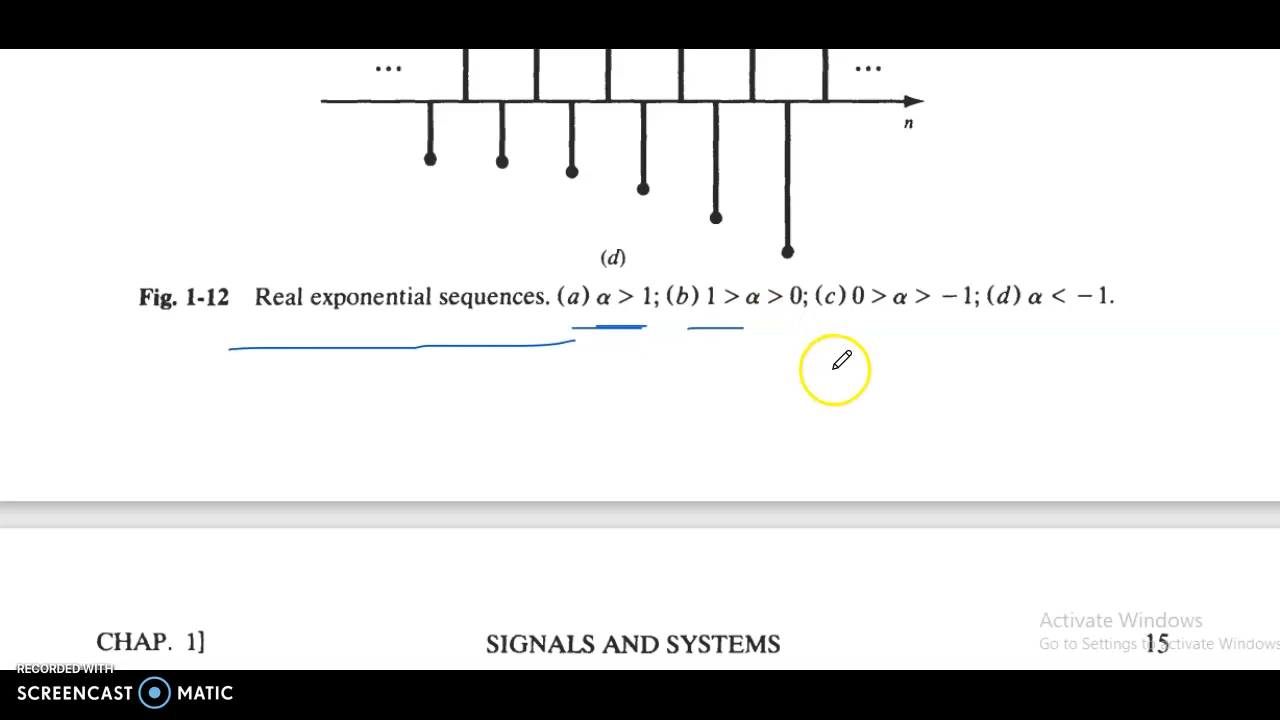 ... ...
n
(d)
Fig. 1-12 Real exponential sequences. (a) α > 1; (b) 1 > α > 0; (c) 0 > α > −1; (d) α < −1.
CHAP. 1] SIGNALS AND SYSTEMS 15
Activate Windows
Go to Settings to activate Windows
RECORDED WITH
SCREENCAST MATIC